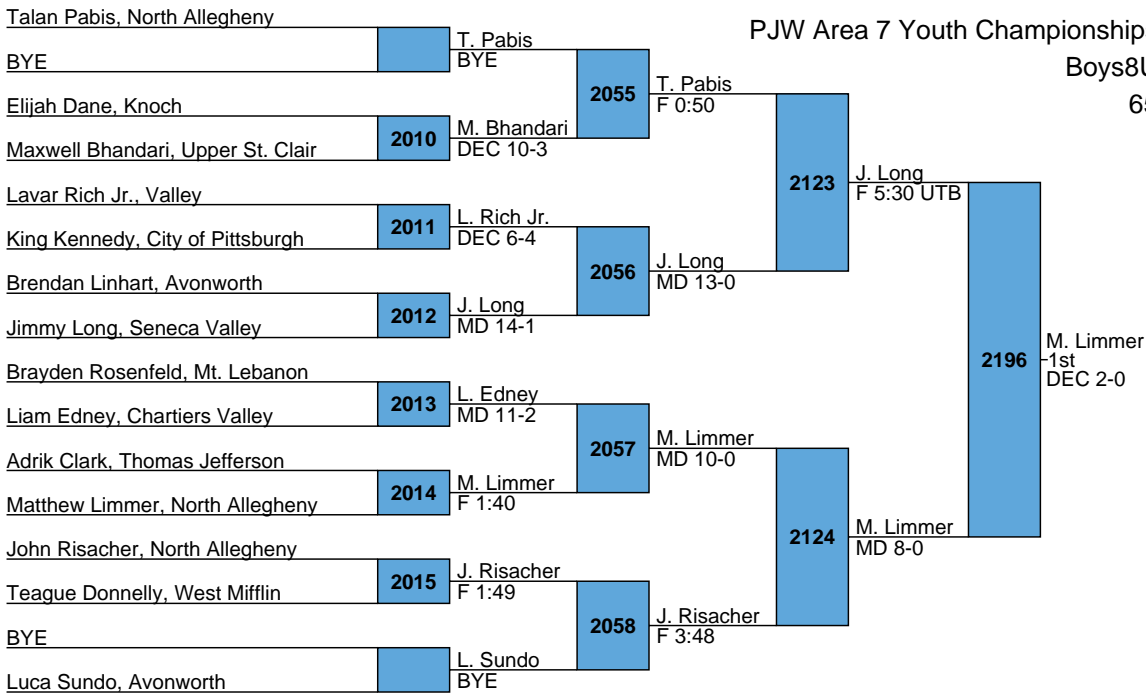 PJW Area 7 Youth Championship
Boys8U
65
Talan Pabis, North Allegheny
BYE
Elijah Dane, Knoch
Maxwell Bhandari, Upper St. Clair
Lavar Rich Jr., Valley
King Kennedy, City of Pittsburgh
Brendan Linhart, Avonworth
Jimmy Long, Seneca Valley
Brayden Rosenfeld, Mt. Lebanon
Liam Edney, Chartiers Valley
Adrik Clark, Thomas Jefferson
Matthew Limmer, North Allegheny
John Risacher, North Allegheny
Teague Donnelly, West Mifflin
BYE
Luca Sundo, Avonworth
2010
2011
2012
2013
2014
2015
T. Pabis
BYE
M. Bhandari
DEC 10-3
L. Rich Jr.
DEC 6-4
J. Long
MD 14-1
L. Edney
MD 11-2
M. Limmer
F 1:40
J. Risacher
F 1:49
L. Sundo
BYE
2055
2056
2057
2058
T. Pabis
F 0:50
J. Long
MD 13-0
M. Limmer
MD 10-0
J. Risacher
F 3:48
2123
2124
J. Long
F 5:30 UTB
M. Limmer
MD 8-0
2196
M. Limmer
1st
DEC 2-0